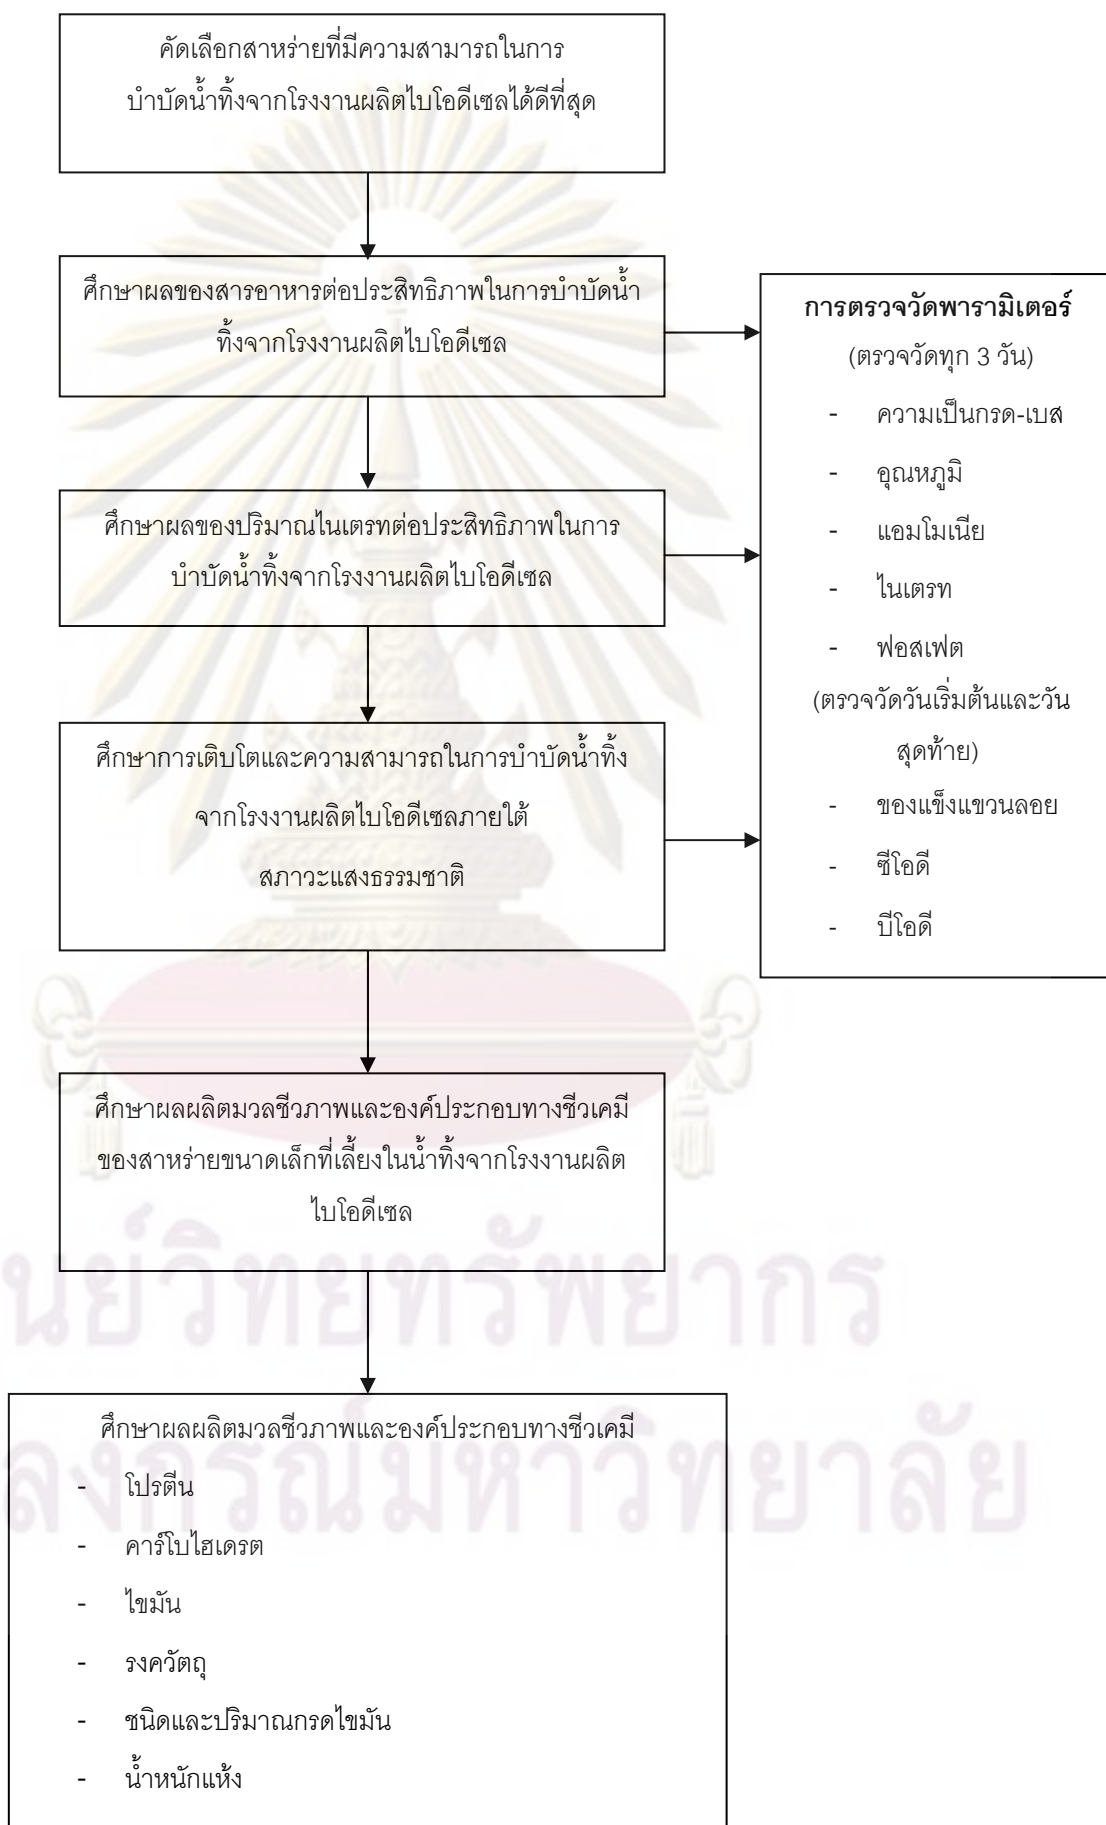 คัดเลือกสาหร่ายที่มีความสามารถในการ
บำบัดน้ำทิ้งจากโรงงานผลิตไบโอดีเซลได้ดีที่สุด
ศึกษาผลของสารอาหารต่อประสิทธิภาพในการบำบัดน้ำ
ทิ้งจากโรงงานผลิตไบโอดีเซล
ศึกษาผลของปริมาณไนเตรทต่อประสิทธิภาพในการ
บำบัดน้ำทิ้งจากโรงงานผลิตไบโอดีเซล
ศึกษาการเติบโตและความสามารถในการบำบัดน้ำทิ้ง
จากโรงงานผลิตไบโอดีเซลภายใต้
สภาวะแสงธรรมชาติ
การตรวจวัดพารามิเตอร์
(ตรวจวัดทุก 3 วัน)
- ความเป็นกรด-เบส
- อุณหภูมิ
- แอมโมเนีย
- ไนเตรท
- ฟอสเฟต
(ตรวจวัดวันเริ่มต้นและวัน
สุดท้าย)
- ของแข็งแขวนลอย
- ซีโอดี
- บีโอดี
ศึกษาผลผลิตมวลชีวภาพและองค์ประกอบทางชีวเคมี
ของสาหร่ายขนาดเล็กที่เลี้ยงในน้ำทิ้งจากโรงงานผลิต
ไบโอดีเซล
ศึกษาผลผลิตมวลชีวภาพและองค์ประกอบทางชีวเคมี
- โปรตีน
- คาร์โบไฮเดรต
- ไขมัน
- รงควัตถุ
- ชนิดและปริมาณกรดไขมัน
- น้ำหนักแห้ง
นย์วิทยทรัพยากร
ลงกรณ์มหาวิทยาลัย